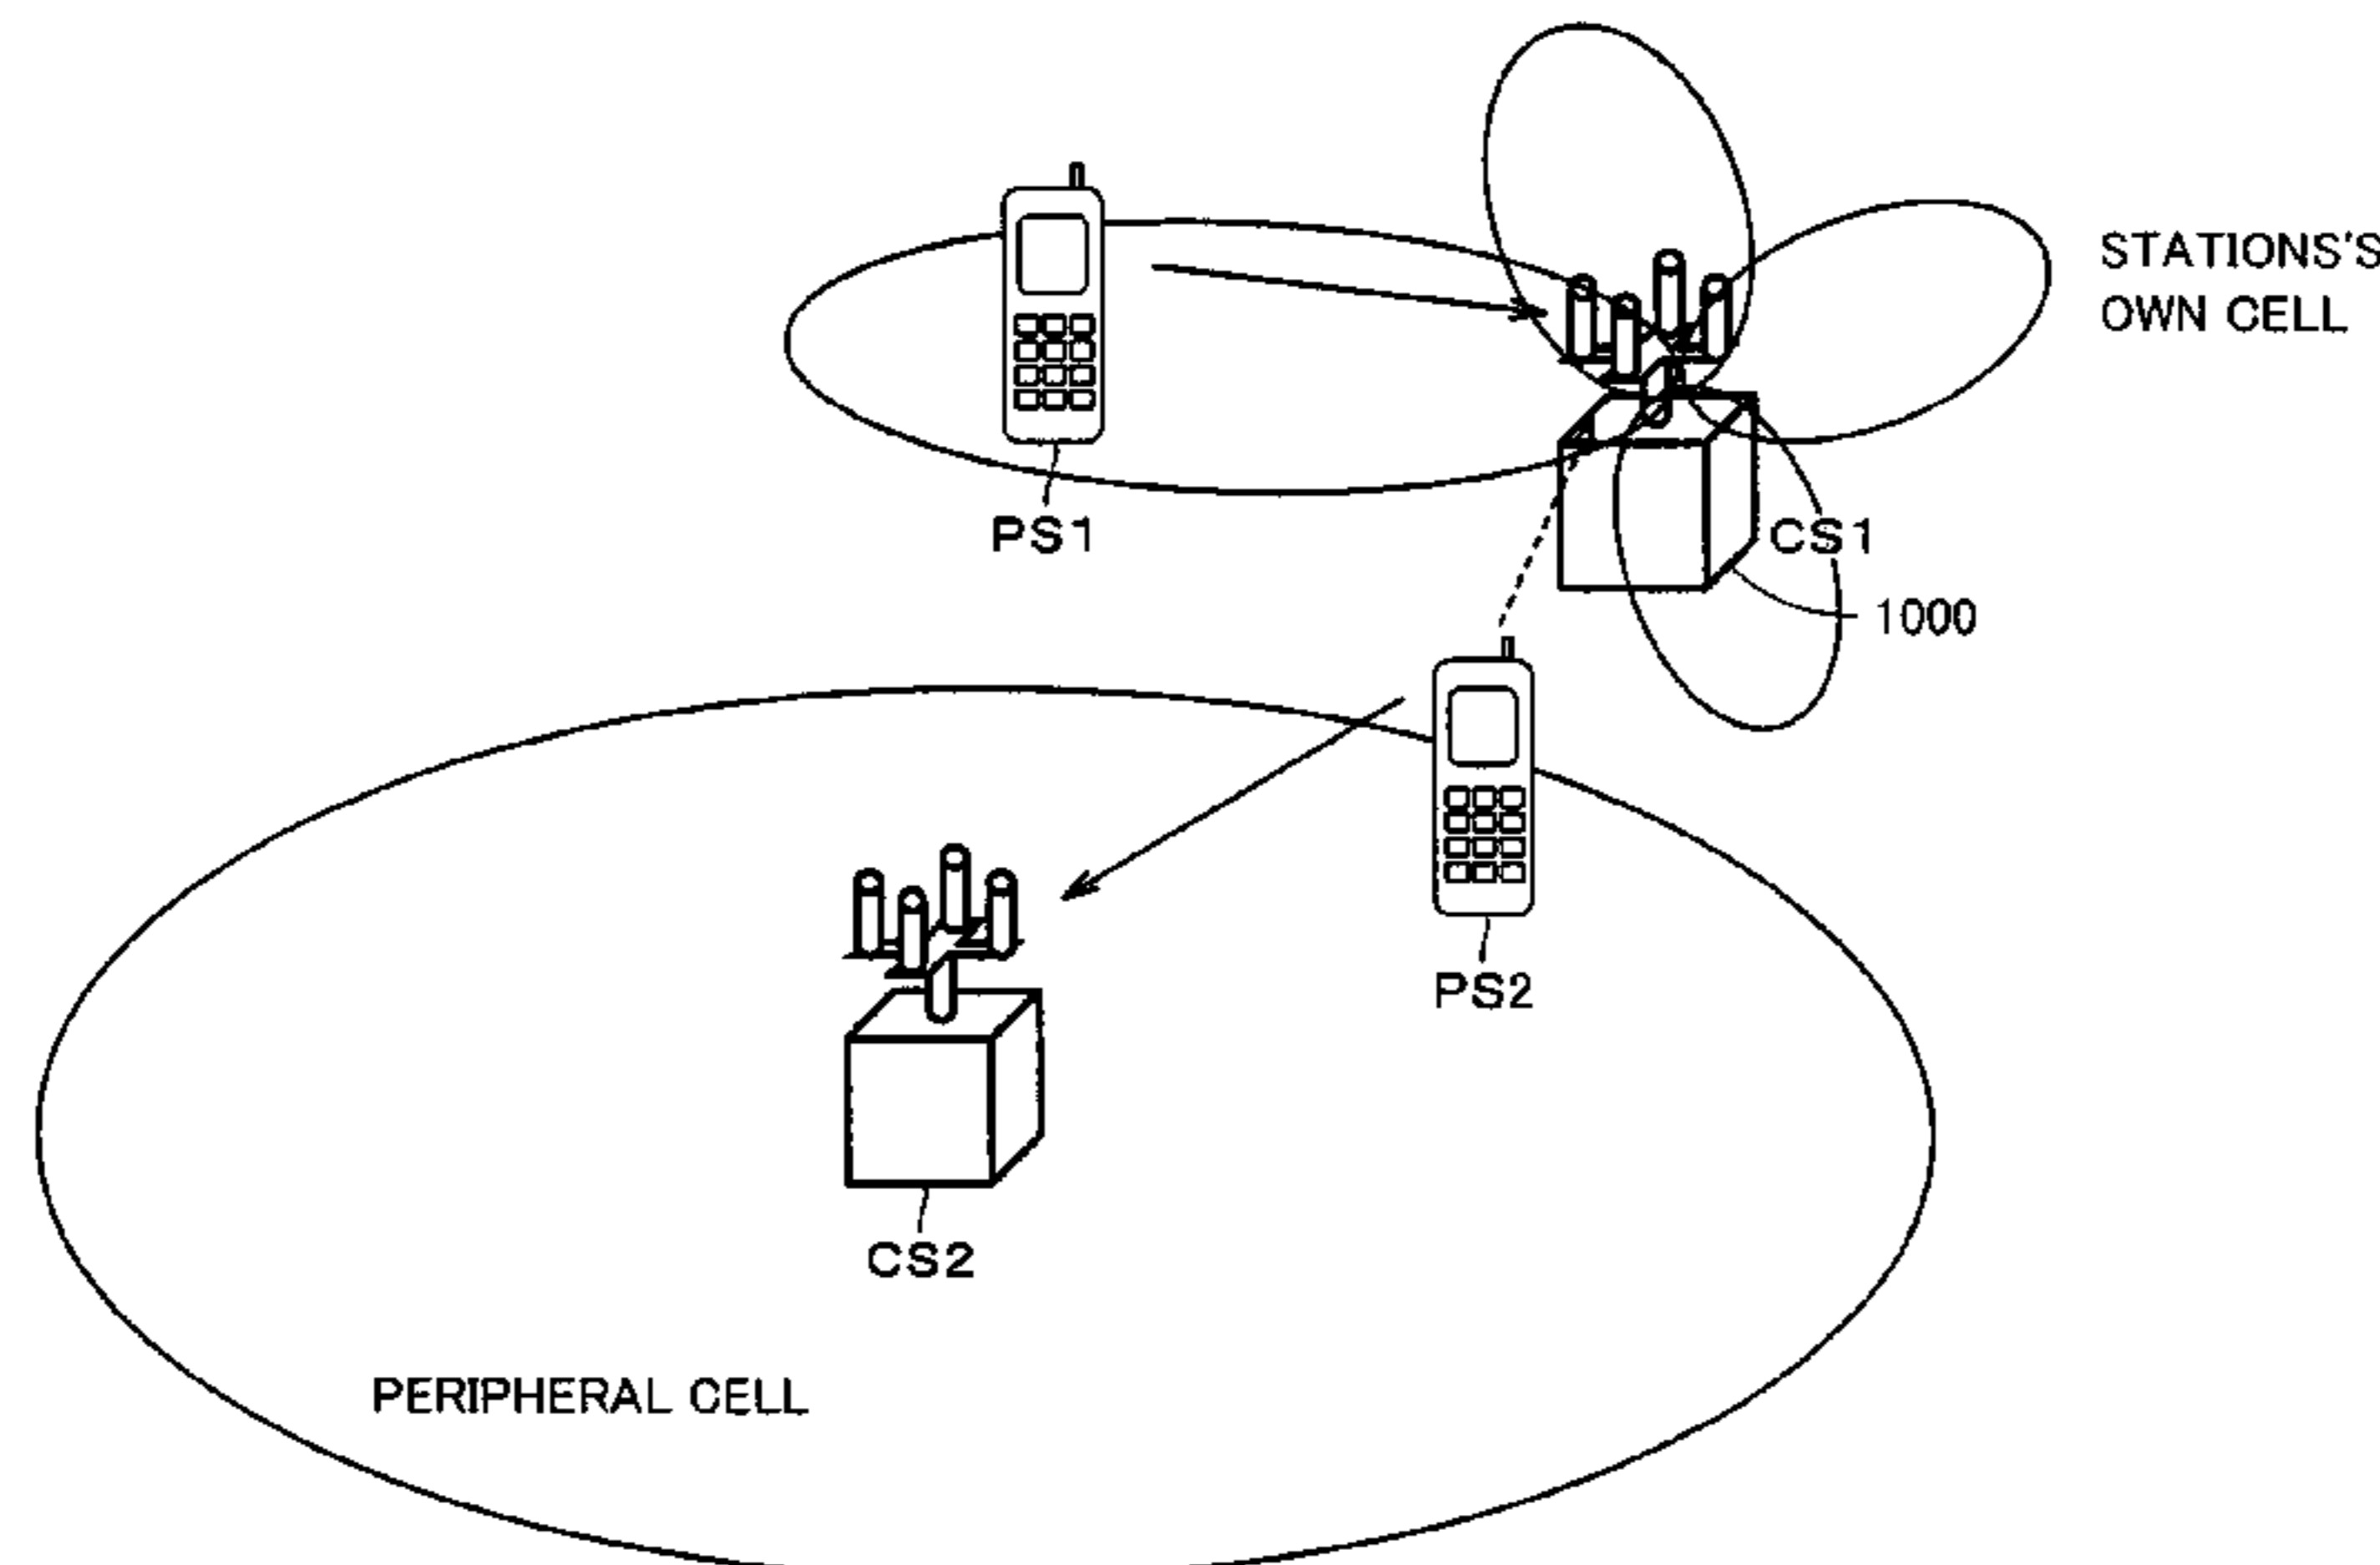 STATIONS'S
OWN CELL
PS1
CS1
1000
PS2
CS2
PERIPHERAL CELL